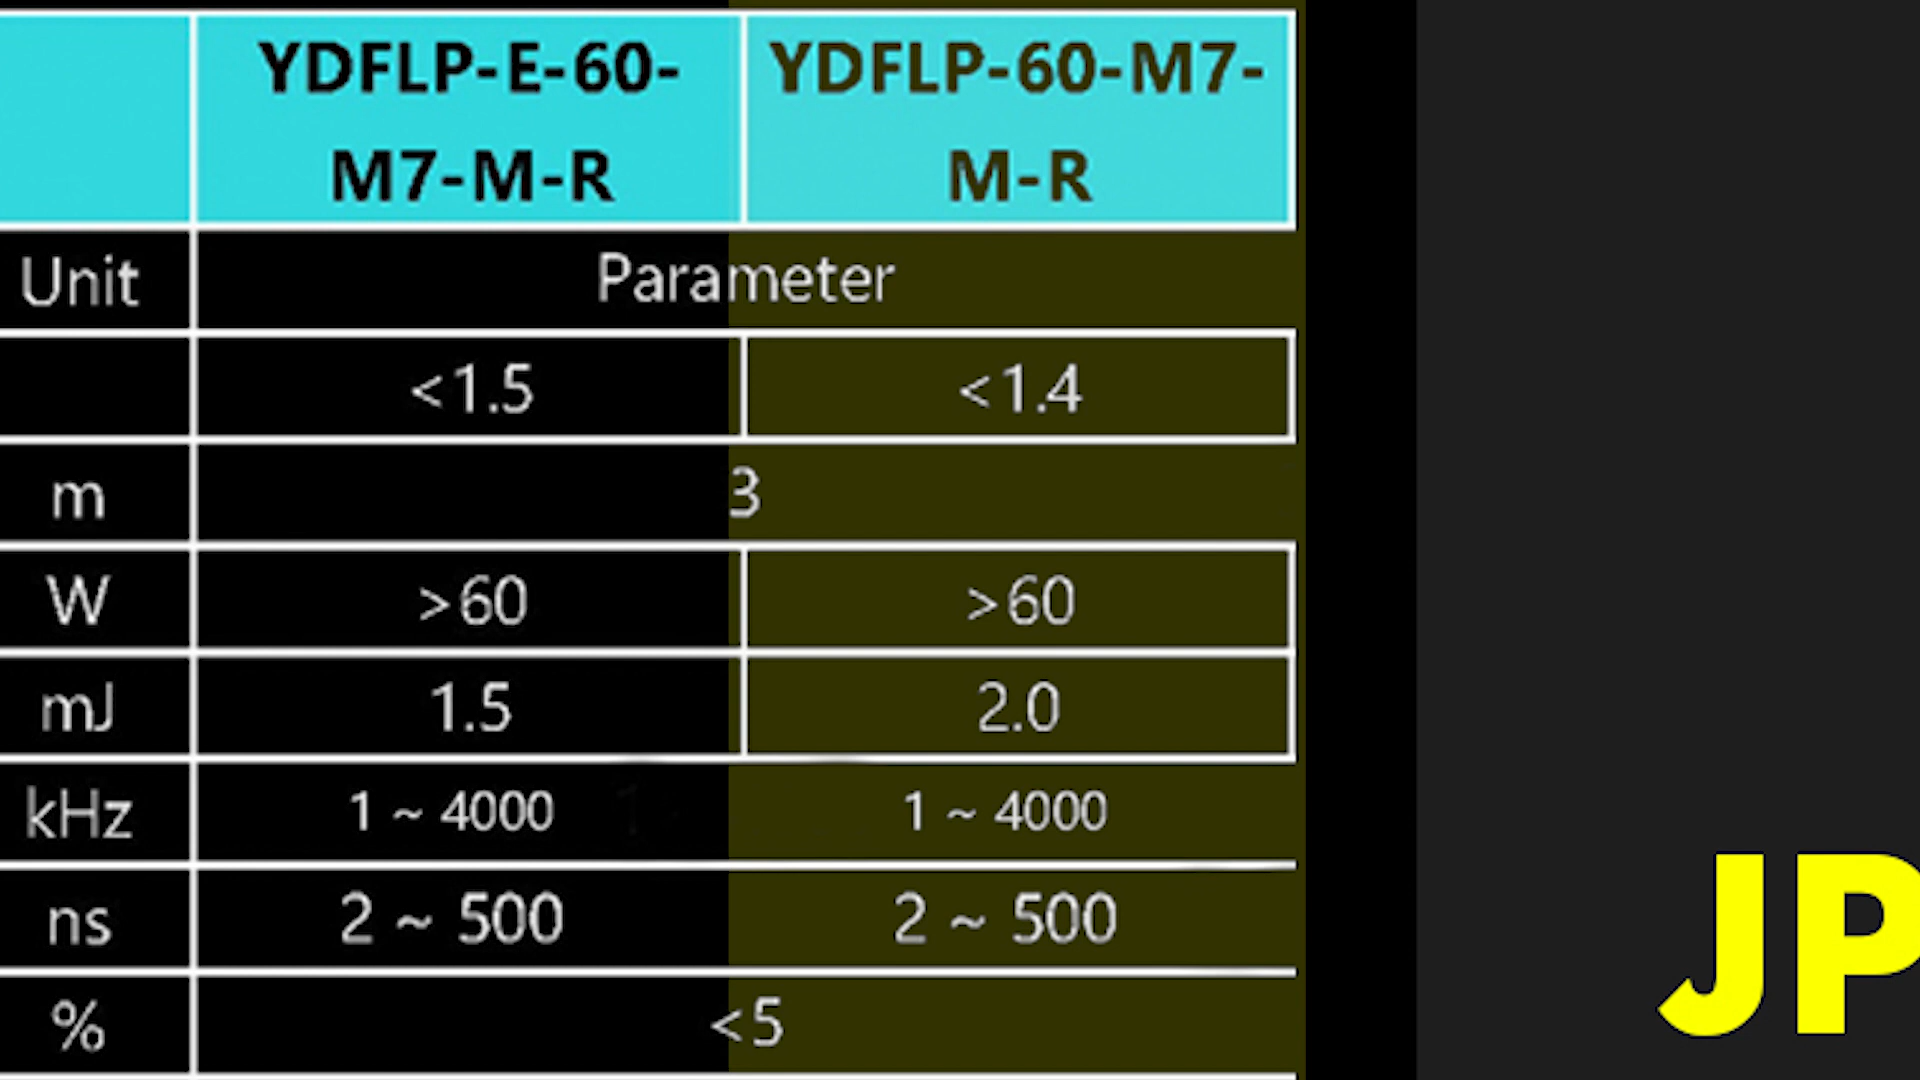 YDFLP-E-60-M7-M-R YDFLP-60-M7-M-R
Unit Parameter
<1.5 <1.4
m 3
W >60 >60
mJ 1.5 2.0
kHz 1 ~ 4000 1 ~ 4000
ns 2 ~ 500 2 ~ 500
% <5
JP